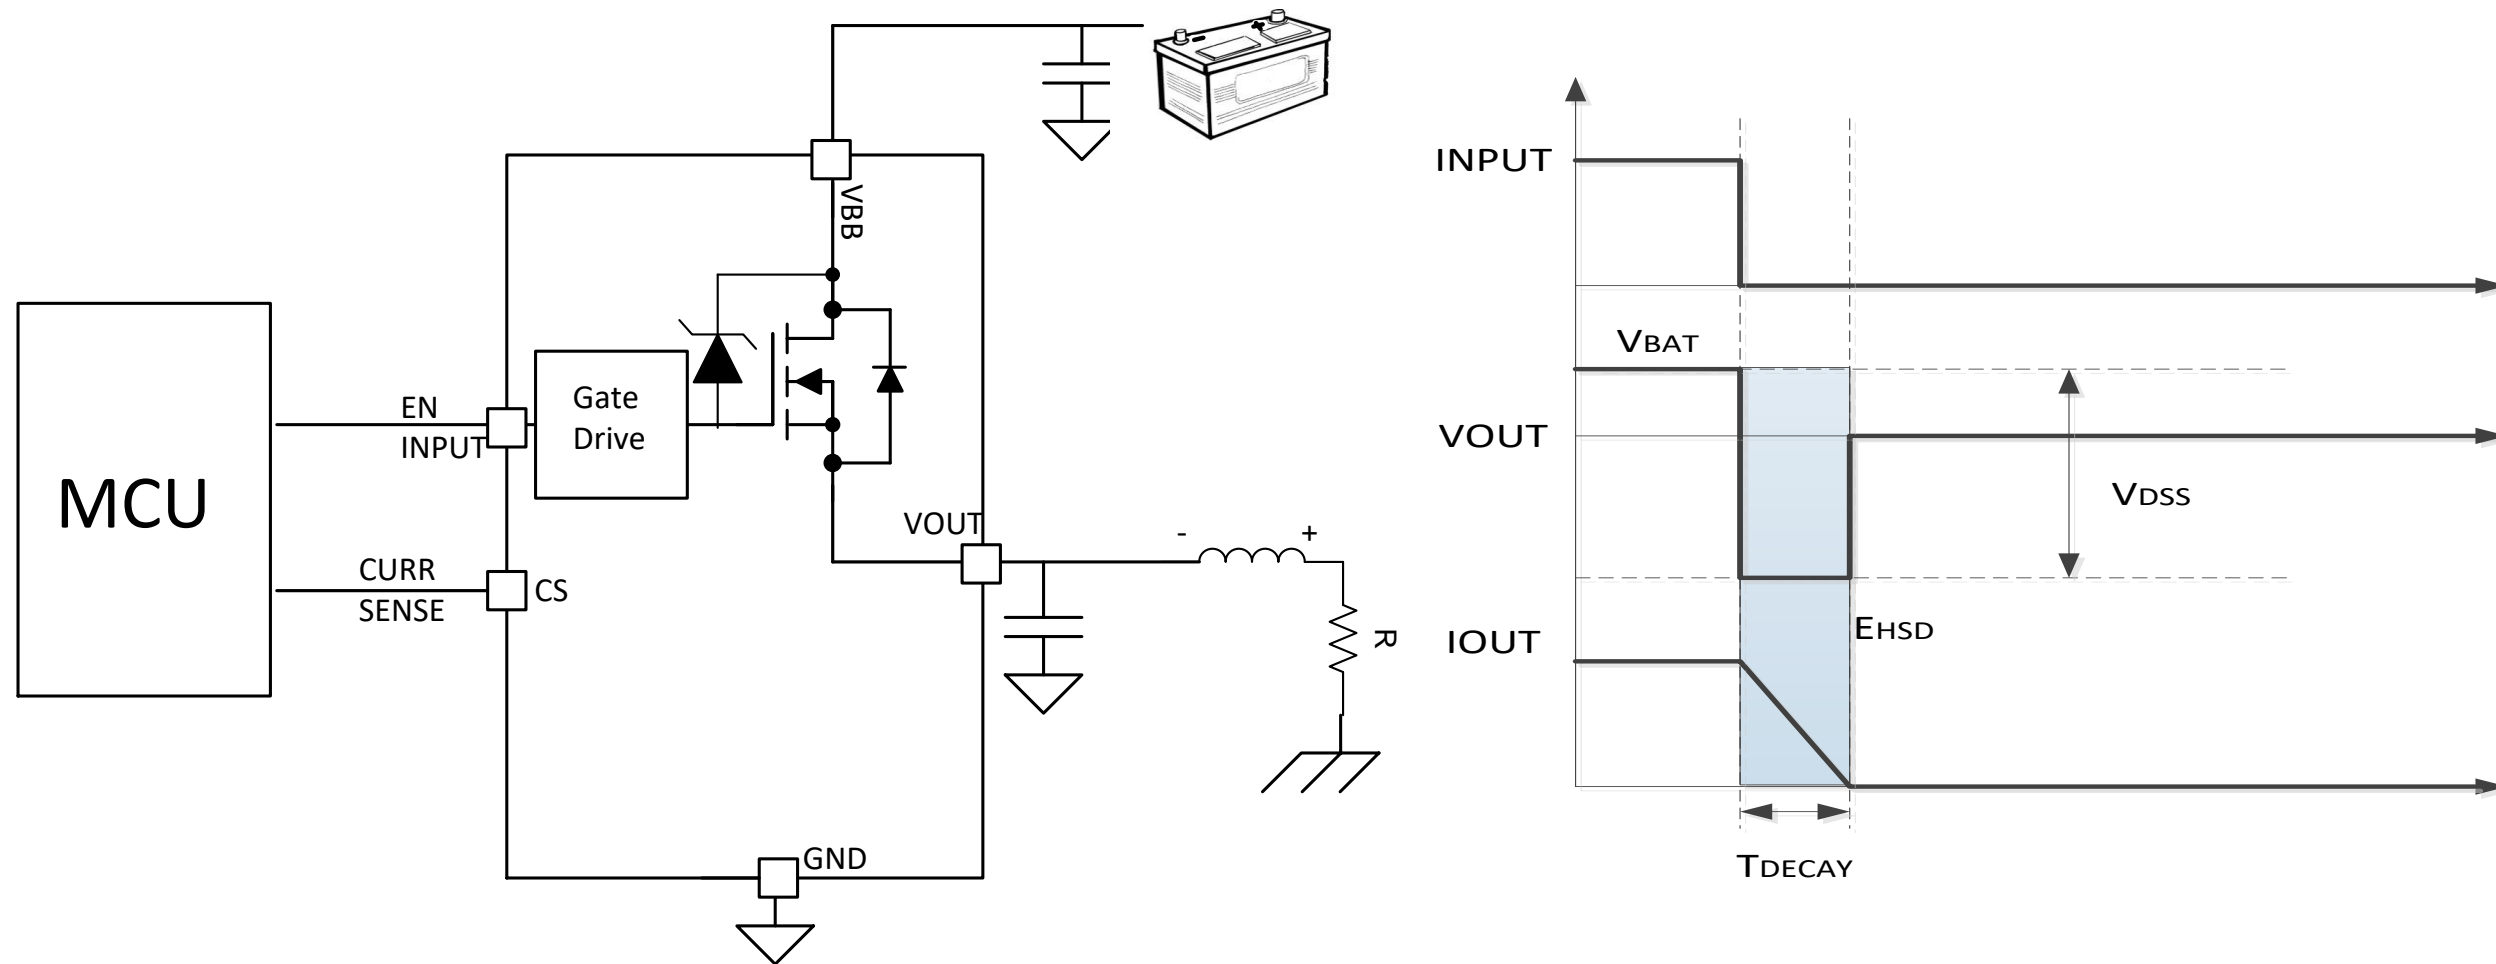 VBB
MCU
EN
INPUT
Gate
Drive
CURR
SENSE
CS
VOUT
- +
R
GND
INPUT
VBAT
VOUT
VDSS
IOUT
EHSD
TDECAY